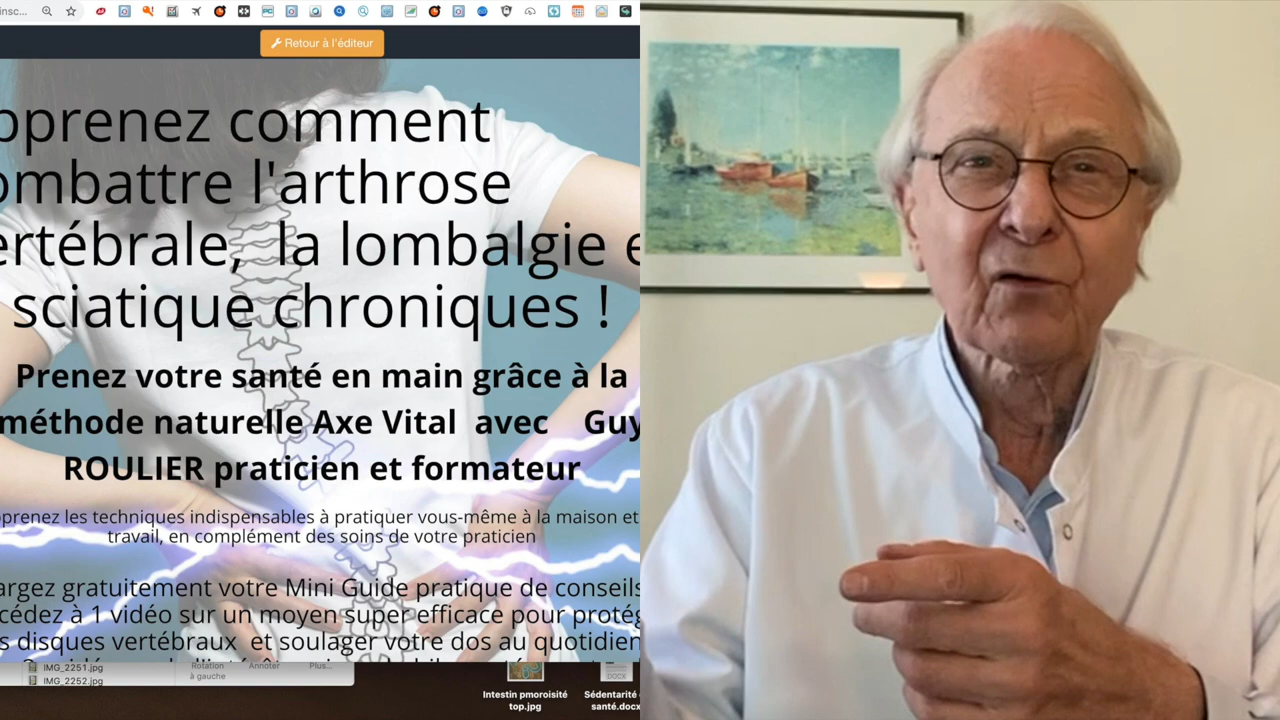 insc...
Retour à l'éditeur
pprenez comment
ombattre l'arthrose
ertébrale, la lombalgie e
sciatique chroniques !
Prenez votre santé en main grâce à la
méthode naturelle Axe Vital avec Guy
ROULIER praticien et formateur
prenez les techniques indispensables à pratiquer vous-même à la maison et
travail, en complément des soins de votre praticien
argez gratuitement votre Mini Guide pratique de conseils
cédez à 1 vidéo sur un moyen super efficace pour protég
s disques vertébraux et soulager votre dos au quotidien
IMG_2251.jpg
IMG_2252.jpg
Rotation
à gauche
Annoter
Plus...
DOCX
Intestin pmoroisité
top.jpg
Sédentarité
santé.docx